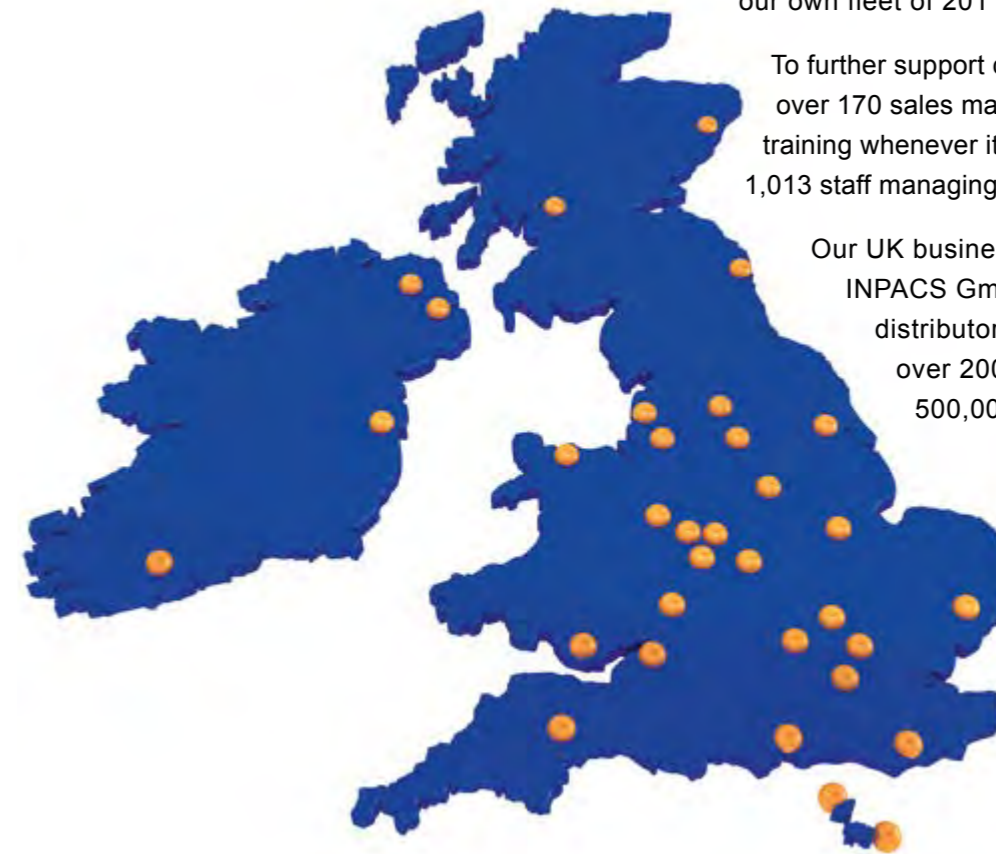 our own fleet of 201
To further support
over 170 sales ma
training whenever it
1,013 staff managing
Our UK busine
INPACS Gm
distributor
over 200
500,00